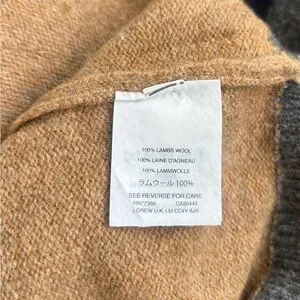 100% LAMBS WOOL
100% LAINE D'AGNEAU
100% LAMMWOLLE
ラムウール 100%
SEE REVERSE FOR CARE
RN77388 CA56445
J.CREW U.K. Ltd EC4V 6JA